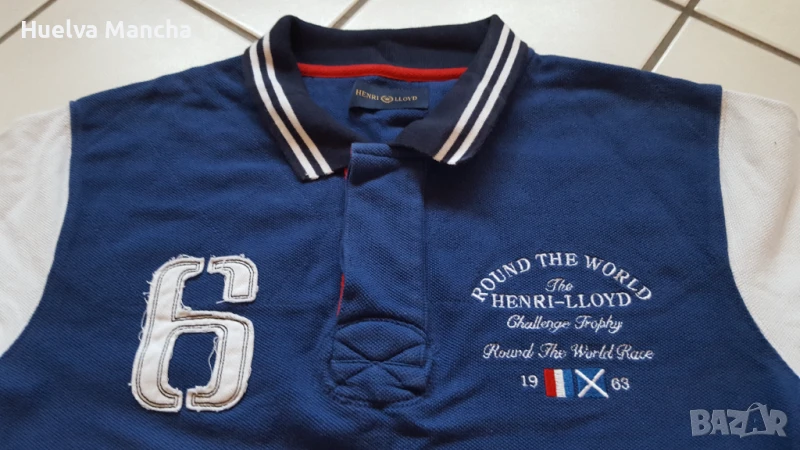 Huelva Mancha
HENRI LLOYD
6
ROUND THE WORLD
The
HENRI-LLOYD
Challenge Trophy
Round The World Race
19 63
BAZAR